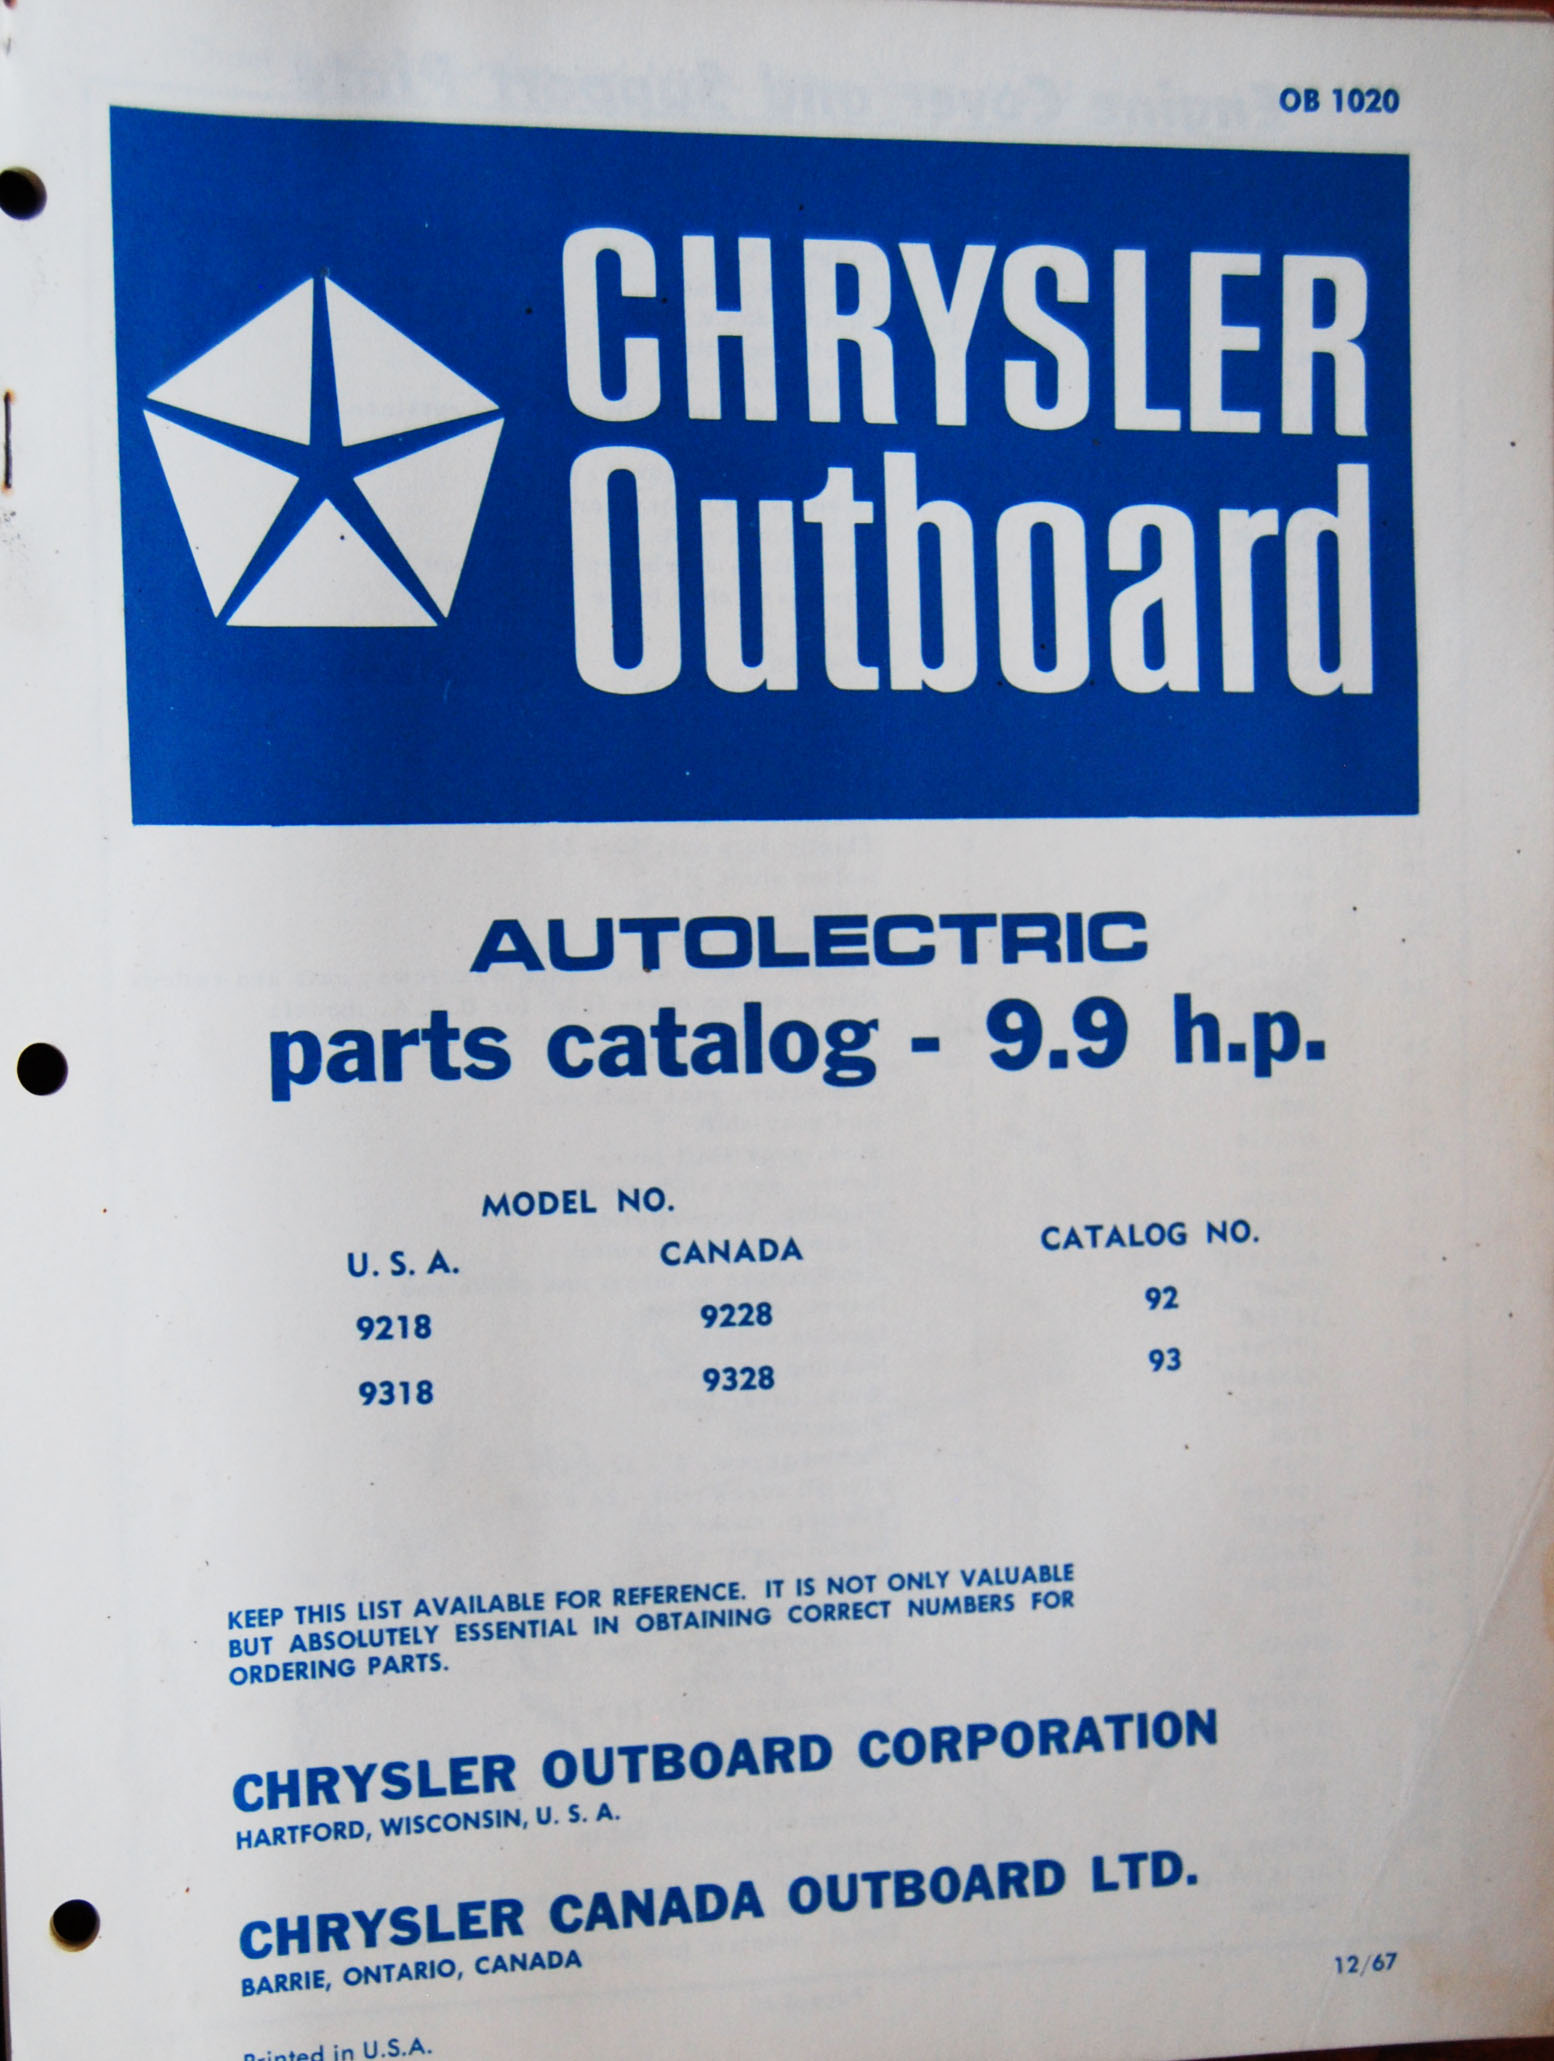 OB 1020
CHRYSLER
Outboard
AUTOLECTRIC
parts catalog - 9.9 h.p.
MODEL NO.
U. S. A. CANADA CATALOG NO.
9218 9228 92
9318 9328 93
KEEP THIS LIST AVAILABLE FOR REFERENCE. IT IS NOT ONLY VALUABLE
BUT ABSOLUTELY ESSENTIAL IN OBTAINING CORRECT NUMBERS FOR
ORDERING PARTS.
CHRYSLER OUTBOARD CORPORATION
HARTFORD, WISCONSIN, U. S. A.
CHRYSLER CANADA OUTBOARD LTD.
BARRIE, ONTARIO, CANADA
12/67
Printed in U.S.A.